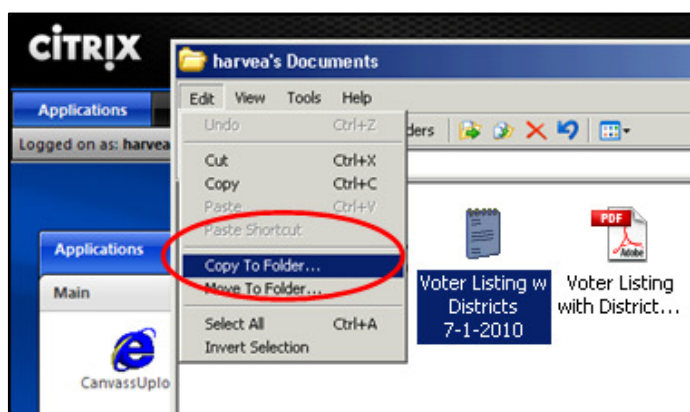 CİTRIX
harvea's Documents
Applications
Logged on as: harvea
Edit View Tools Help
Undo Ctrl+Z
Cut Ctrl+X
Copy Ctrl+C
Paste Ctrl+V
Paste Shortcut
Copy To Folder...
Move To Folder...
Select All Ctrl+A
Invert Selection
ders
Applications
Main
CanvassUplo
Voter Listing w
Districts
7-1-2010
PDF
Adobe
Voter Listing
with District...